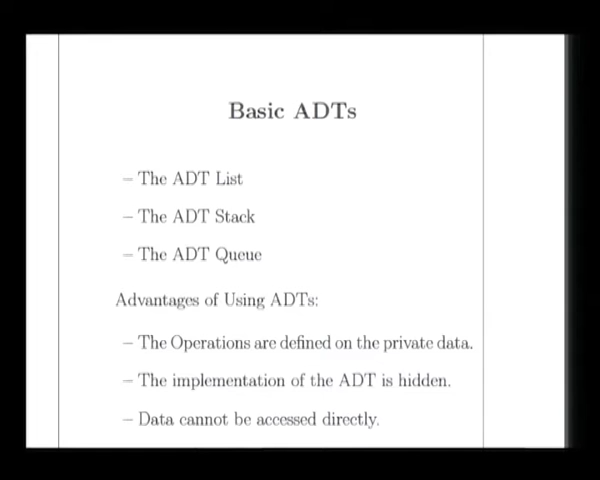 Basic ADTs
– The ADT List
– The ADT Stack
– The ADT Queue
Advantages of Using ADTs:
– The Operations are defined on the private data.
– The implementation of the ADT is hidden.
– Data cannot be accessed directly.